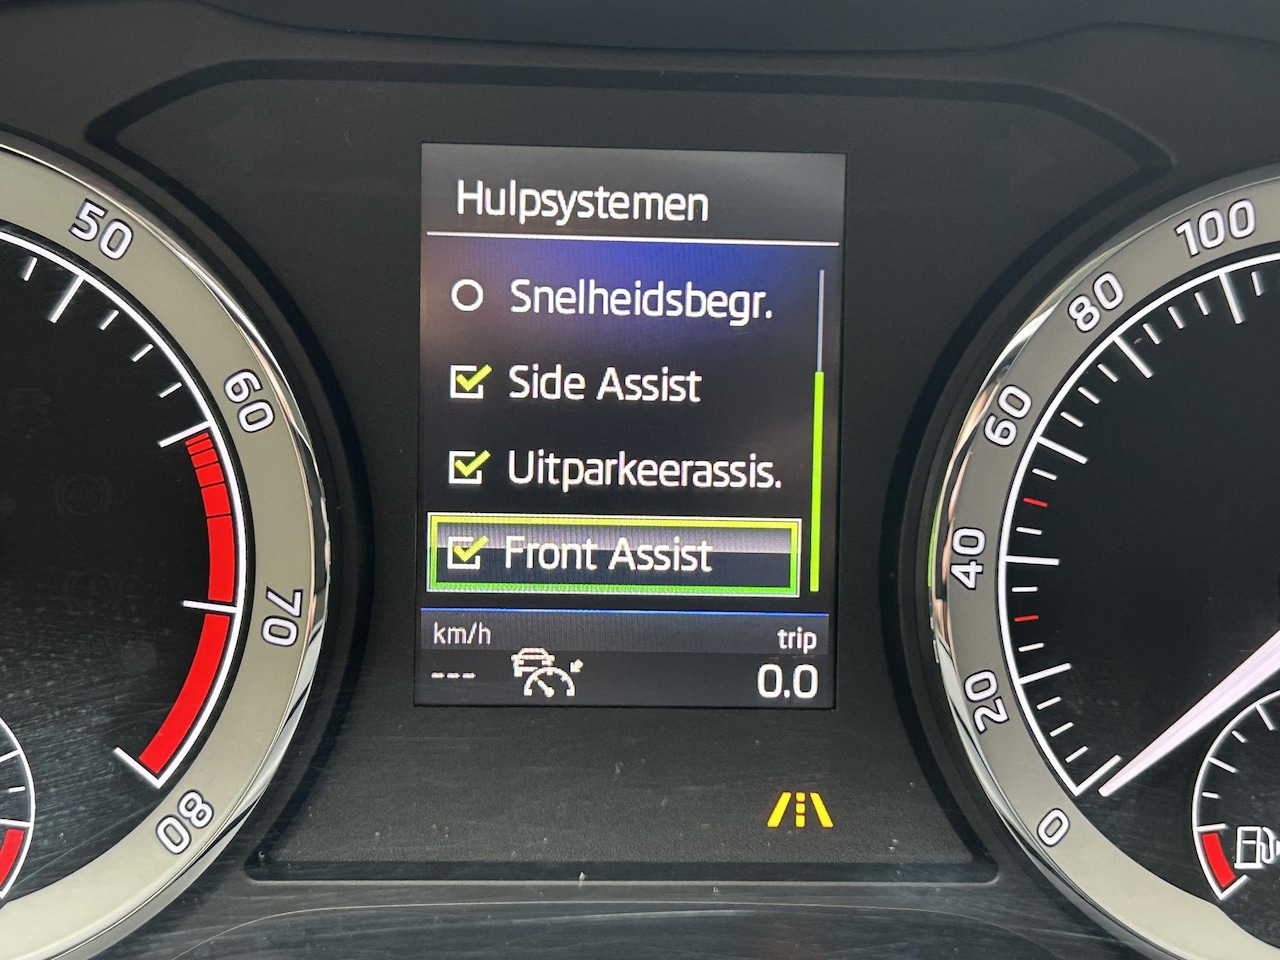 Hulpsystemen
Snelheidsbegr.
Side Assist
Uitparkeerassis.
Front Assist
km/h
trip
---
0.0
50
60
70
80
100
80
60
40
20
0